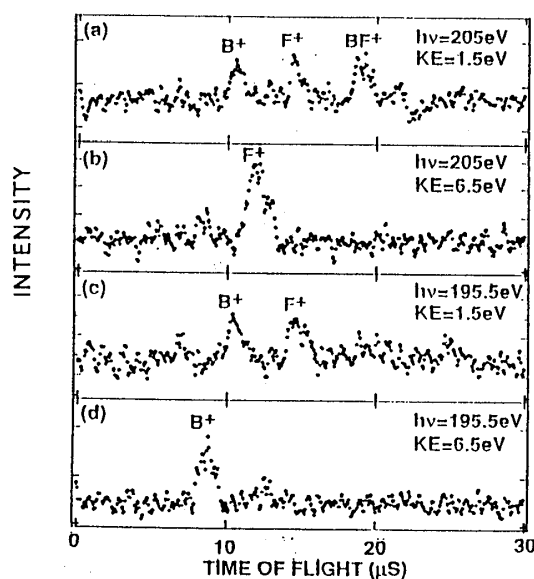 (a) B+ F+ BF+ hν=205eV
KE=1.5eV
(b) F+ hν=205eV
KE=6.5eV
(c) B+ F+ hν=195.5eV
KE=1.5eV
(d) B+ hν=195.5eV
KE=6.5eV
INTENSITY
0 10 20 30
TIME OF FLIGHT (μS)